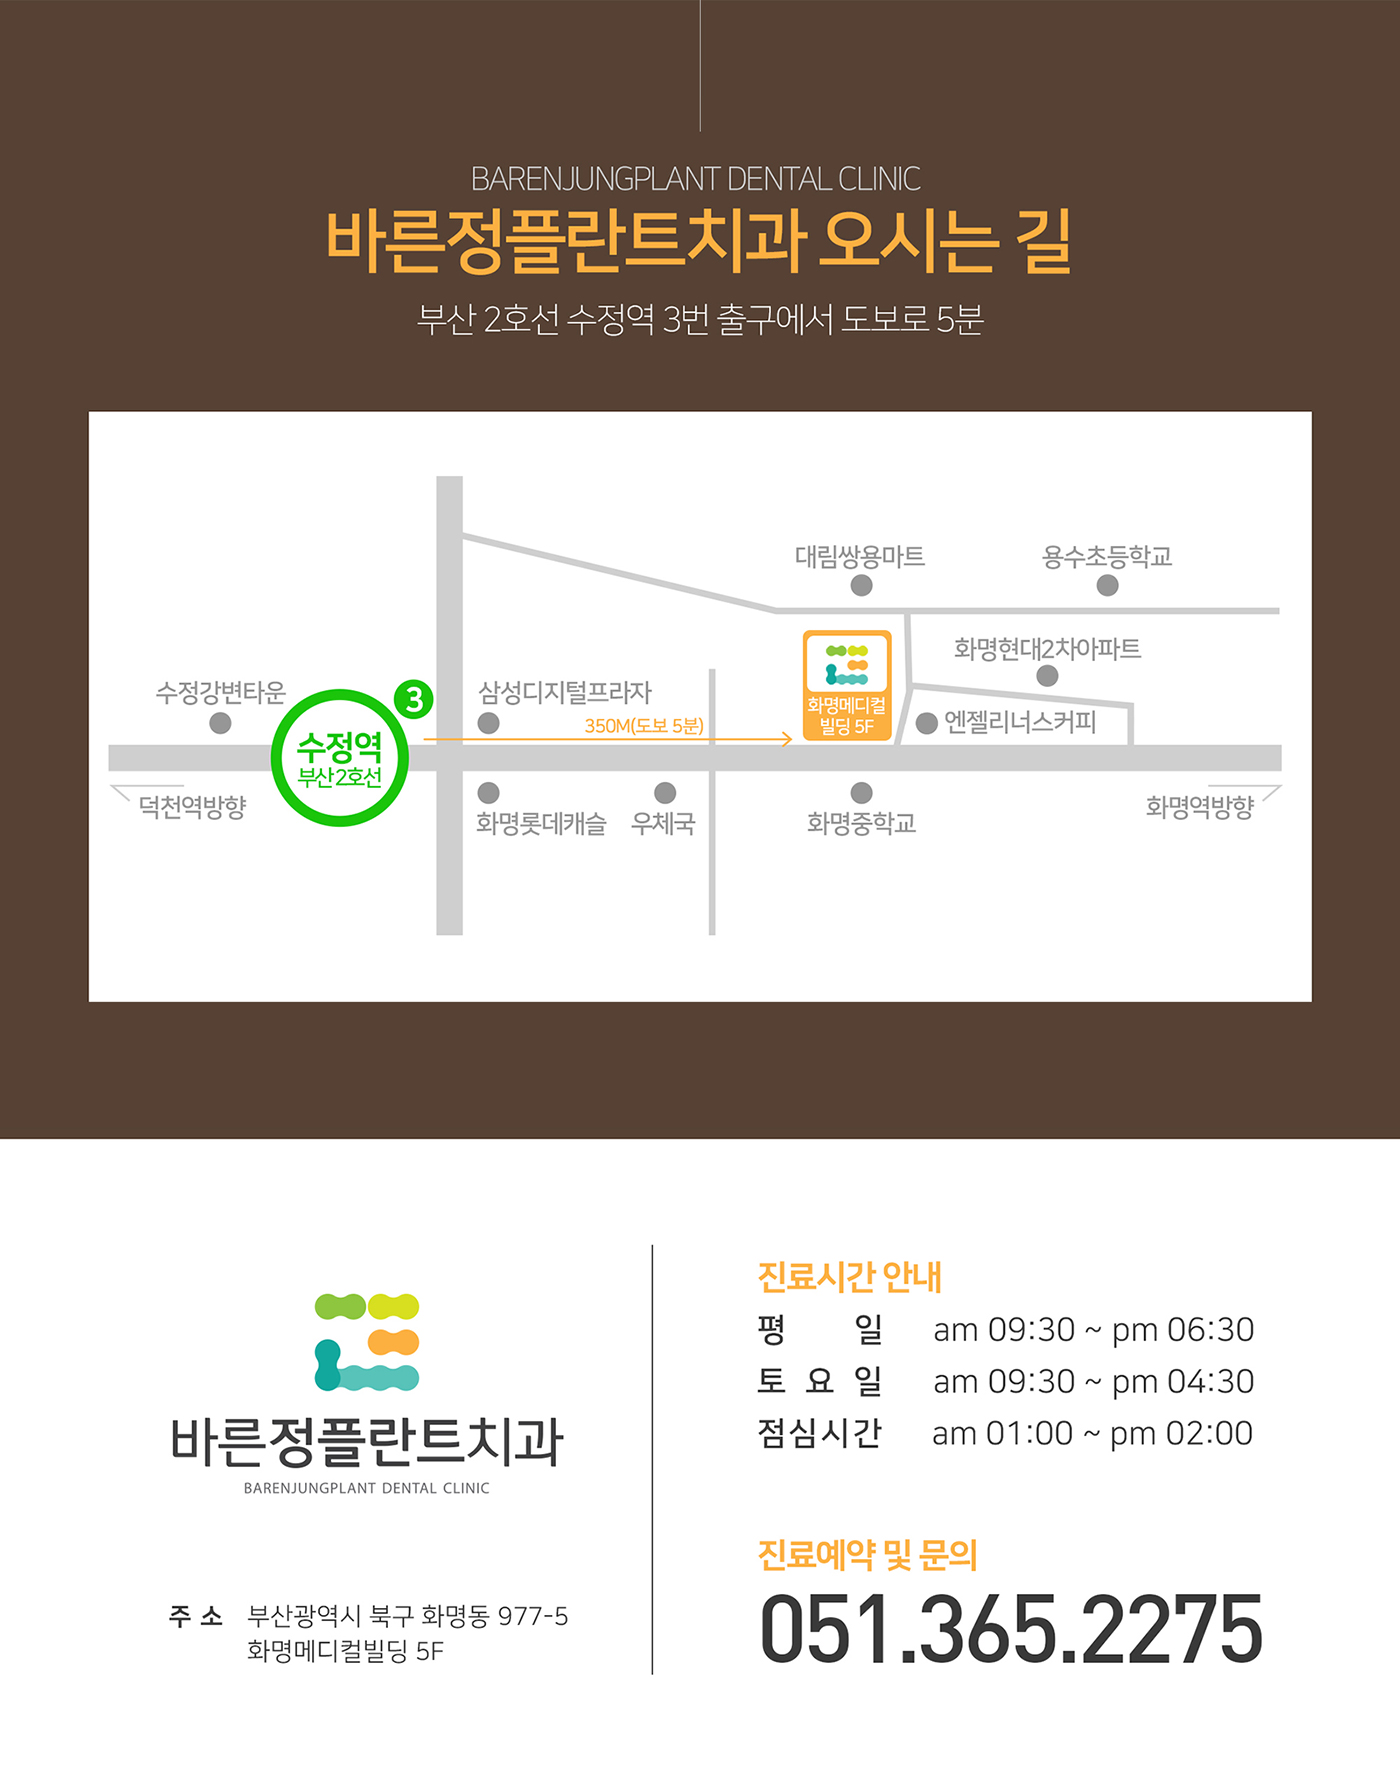 BARENJUNGPLANT DENTAL CLINIC
바른정플란트치과 오시는 길
부산 2호선 수정역 3번 출구에서 도보로 5분
대림쌍용마트
용수초등학교
화명현대2차아파트
수정강변타운
3
삼성디지털프라자
화명메디컬
빌딩 5F
엔젤리너스커피
350M(도보 5분)
수정역
부산 2호선
덕천역방향
화명롯데캐슬
우체국
화명중학교
화명역방향
바른정플란트치과
BARENJUNGPLANT DENTAL CLINIC
주 소 부산광역시 북구 화명동 977-5
화명메디컬빌딩 5F
진료시간 안내
평 일 am 09:30 ~ pm 06:30
토 요 일 am 09:30 ~ pm 04:30
점심시간 am 01:00 ~ pm 02:00
진료예약 및 문의
051.365.2275